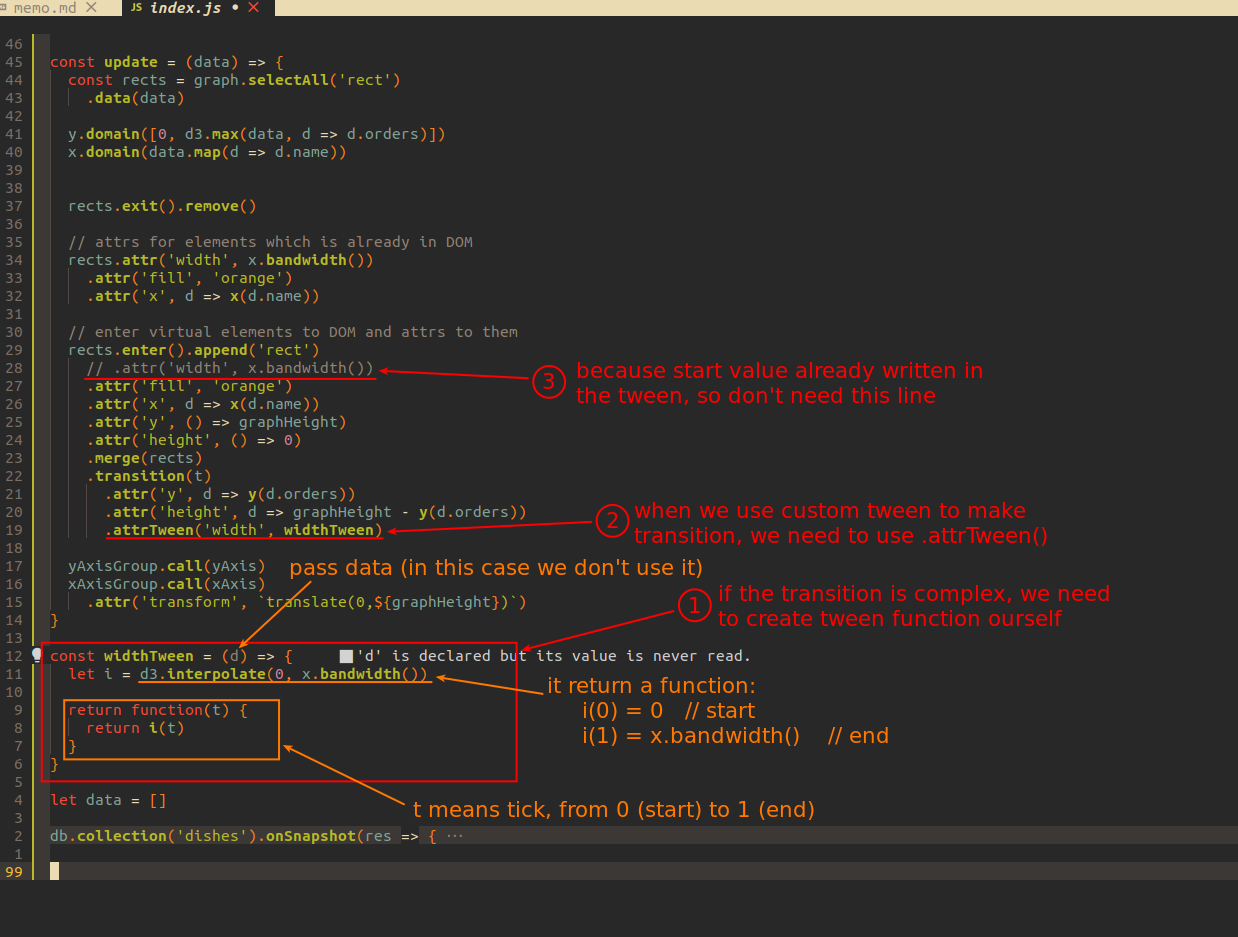 memo.md
JS index.js
46
45 const update = (data) => {
44 const rects = graph.selectAll('rect')
43 .data(data)
42
41 y.domain([0, d3.max(data, d => d.orders)])
40 x.domain(data.map(d => d.name))
39
38
37 rects.exit().remove()
36
35 // attrs for elements which is already in DOM
34 rects.attr('width', x.bandwidth())
33 .attr('fill', 'orange')
32 .attr('x', d => x(d.name))
31
30 // enter virtual elements to DOM and attrs to them
29 rects.enter().append('rect')
28 // .attr('width', x.bandwidth())
3 because start value already written in
the tween, so don't need this line
27 .attr('fill', 'orange')
26 .attr('x', d => x(d.name))
25 .attr('y', () => graphHeight)
24 .attr('height', () => 0)
23 .merge(rects)
22 .transition(t)
21 .attr('y', d => y(d.orders))
20 .attr('height', d => graphHeight - y(d.orders))
19 .attrTween('width', widthTween)
2 when we use custom tween to make
transition, we need to use .attrTween()
18
17 yAxisGroup.call(yAxis)
pass data (in this case we don't use it)
16 xAxisGroup.call(xAxis)
15 .attr('transform', `translate(0,${graphHeight})`)
1 if the transition is complex, we need
to create tween function ourself
14 }
13
12 const widthTween = (d) => { 'd' is declared but its value is never read.
11 let i = d3.interpolate(0, x.bandwidth())
it return a function:
i(0) = 0 // start
i(1) = x.bandwidth() // end
10
9 return function(t) {
8 return i(t)
7 }
6 }
5
4 let data = []
t means tick, from 0 (start) to 1 (end)
3
2 db.collection('dishes').onSnapshot(res => { ···
1
99